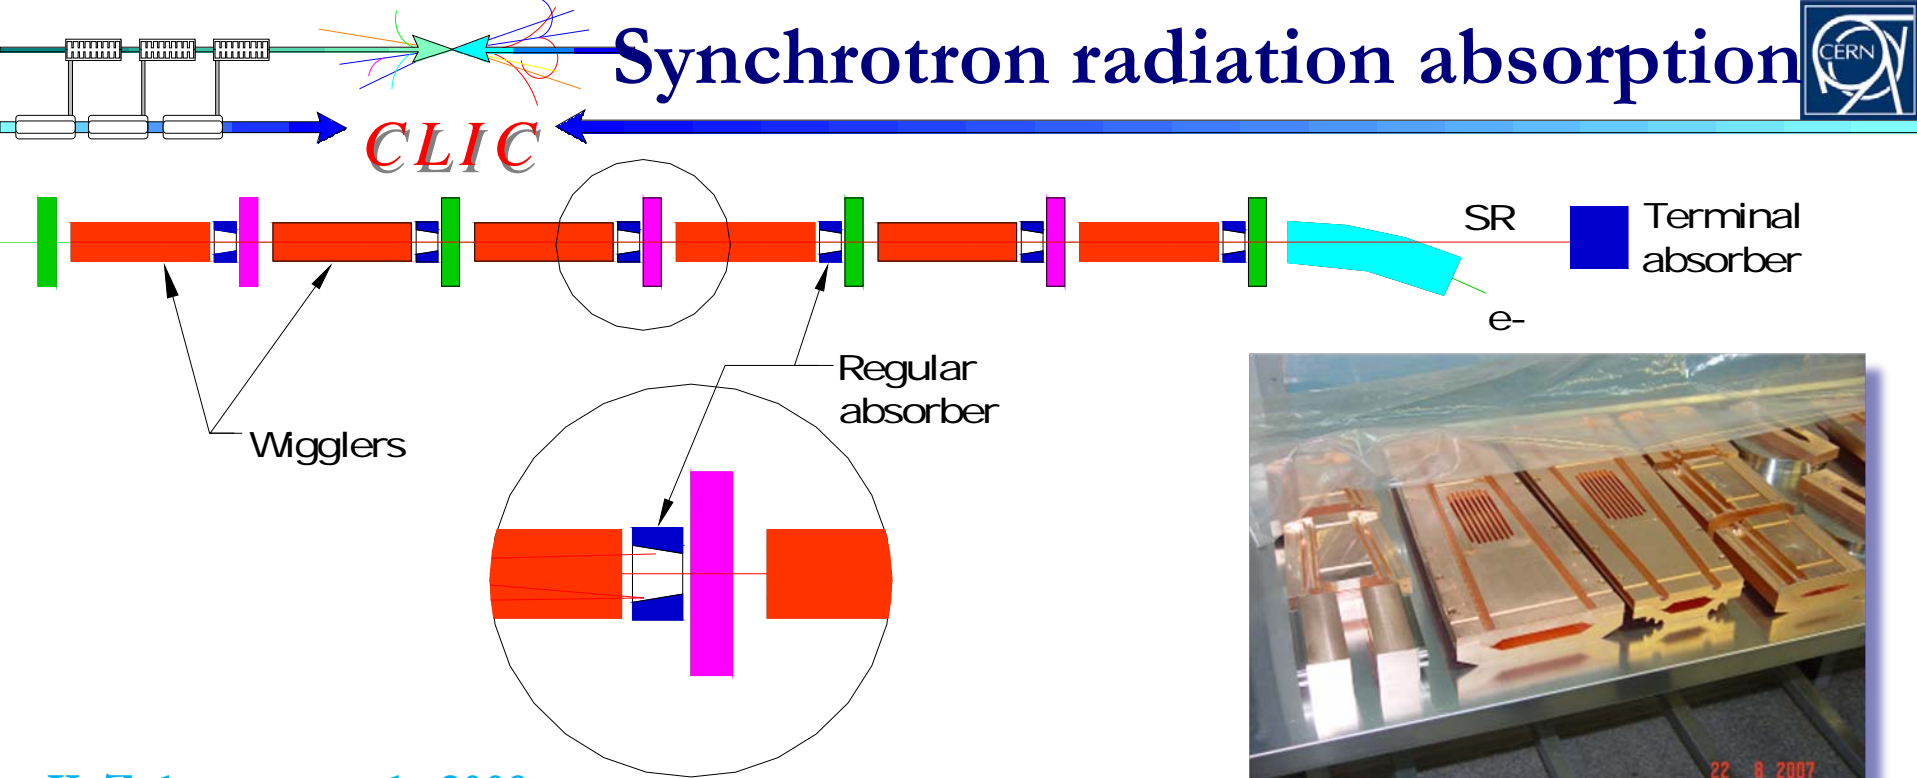 Synchrotron radiation absorption
CERN
CLIC
SR
Terminal
absorber
e-
Regular
absorber
Wigglers
22 8 2007